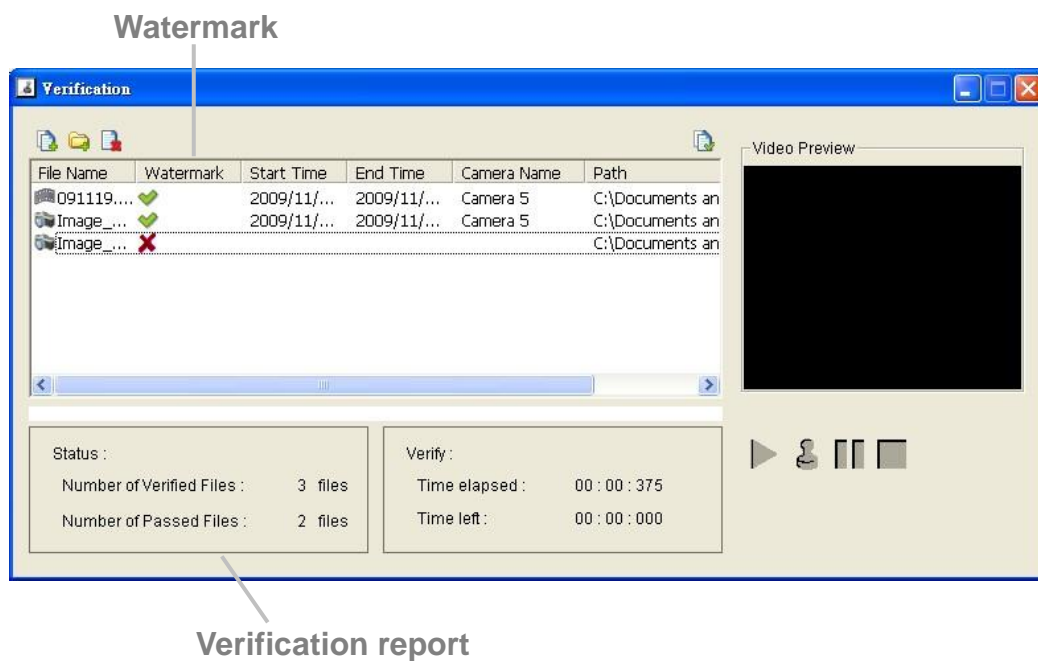 Watermark
Verification
Video Preview
File Name Watermark Start Time End Time Camera Name Path
091119.... 2009/11/... 2009/11/... Camera 5 C:\Documents an
Image_... 2009/11/... 2009/11/... Camera 5 C:\Documents an
Image_... C:\Documents an
Status :
Number of Verified Files : 3 files
Number of Passed Files : 2 files
Verify :
Time elapsed : 00 : 00 : 375
Time left : 00 : 00 : 000
Verification report